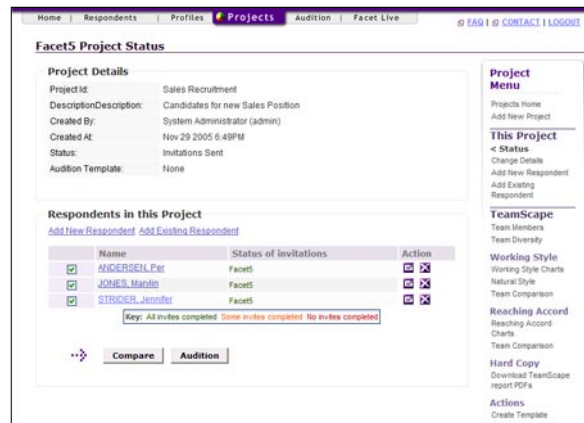 Home | Respondents | Profiles Projects Audition | Facet Live
FAQ | CONTACT | LOGOUT
Facet5 Project Status
Project Details
Project Id: Sales Recruitment
DescriptionDescription: Candidates for new Sales Position
Created By: System Administrator (admin)
Created At: Nov 29 2005 6:49PM
Status: Invitations Sent
Audition Template: None
Respondents in this Project
Add New Respondent Add Existing Respondent
Name Status of invitations Action
ANDERSEN, Per Facet5
JONES, Marylin Facet5
STRIDER, Jennifer Facet5
Key: All invites completed Some invites completed No invites completed
Compare Audition
Project
Menu
Projects Home
Add New Project
This Project
< Status
Change Details
Add New Respondent
Add Existing
Respondent
TeamScape
Team Members
Team Diversity
Working Style
Working Style Charts
Natural Style
Team Comparison
Reaching Accord
Reaching Accord
Charts
Team Comparison
Hard Copy
Download TeamScape
report PDFs
Actions
Create Template